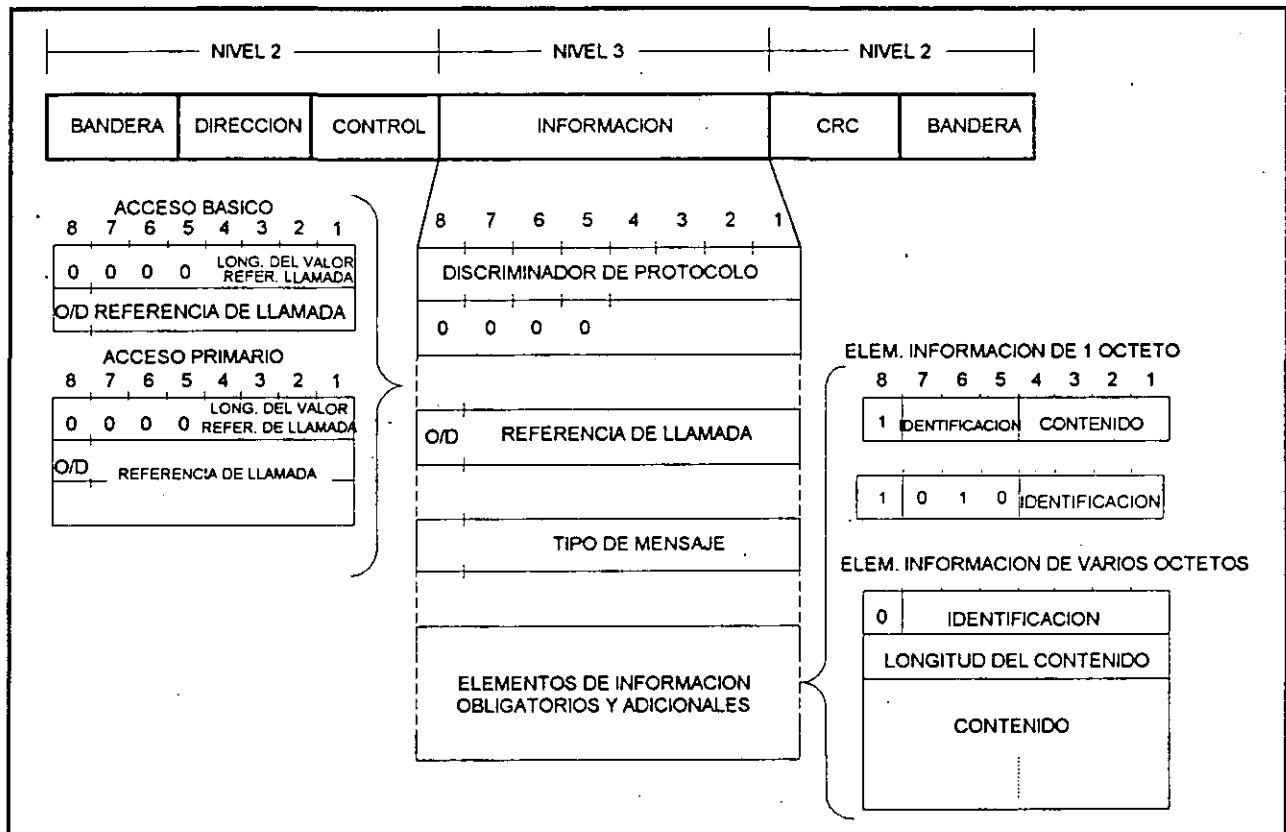 NIVEL 2 NIVEL 3 NIVEL 2
BANDERA DIRECCION CONTROL INFORMACION CRC BANDERA
ACCESO BASICO
8 7 6 5 4 3 2 1
0 0 0 0 LONG. DEL VALOR
REFER. LLAMADA
O/D REFERENCIA DE LLAMADA
ACCESO PRIMARIO
8 7 6 5 4 3 2 1
0 0 0 0 LONG. DEL VALOR
REFER. DE LLAMADA
O/D REFERENCIA DE LLAMADA
8 7 6 5 4 3 2 1
DISCRIMINADOR DE PROTOCOLO
0 0 0 0
O/D REFERENCIA DE LLAMADA
TIPO DE MENSAJE
ELEMENTOS DE INFORMACION
OBLIGATORIOS Y ADICIONALES
ELEM. INFORMACION DE 1 OCTETO
8 7 6 5 4 3 2 1
1 IDENTIFICACION CONTENIDO
1 0 1 0 IDENTIFICACION
ELEM. INFORMACION DE VARIOS OCTETOS
0 IDENTIFICACION
LONGITUD DEL CONTENIDO
CONTENIDO